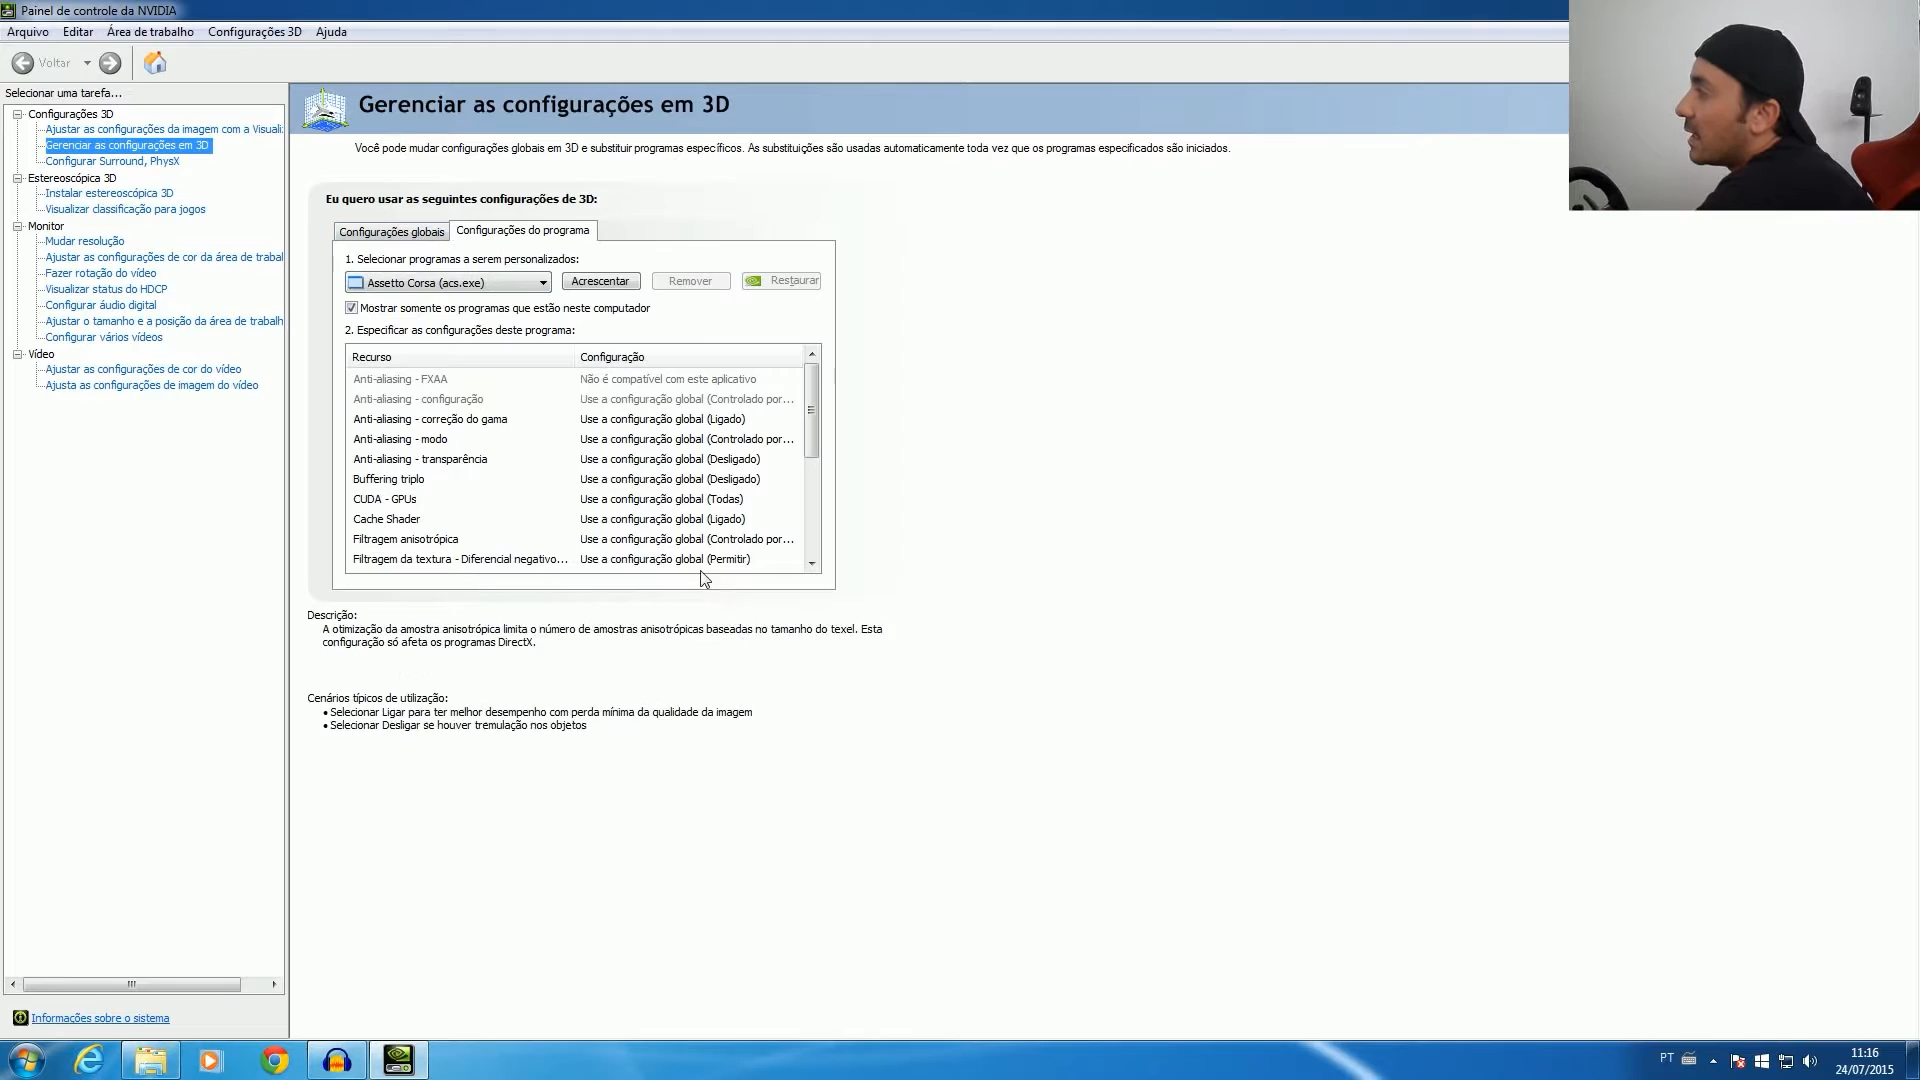 Painel de controle da NVIDIA
Arquivo Editar Área de trabalho Configurações 3D Ajuda
Voltar
Selecionar uma tarefa...
Configurações 3D
Ajustar as configurações da imagem com a Visuali
Gerenciar as configurações em 3D
Configurar Surround, PhysX
Estereoscópica 3D
Instalar estereoscópica 3D
Visualizar classificação para jogos
Monitor
Mudar resolução
Ajustar as configurações de cor da área de trabal
Fazer rotação do vídeo
Visualizar status do HDCP
Configurar áudio digital
Ajustar o tamanho e a posição da área de trabalh
Configurar vários vídeos
Vídeo
Ajustar as configurações de cor do vídeo
Ajusta as configurações de imagem do vídeo
Informações sobre o sistema
Gerenciar as configurações em 3D
Você pode mudar configurações globais em 3D e substituir programas específicos. As substituições são usadas automaticamente toda vez que os programas especificados são iniciados.
Eu quero usar as seguintes configurações de 3D:
Configurações globais Configurações do programa
1. Selecionar programas a serem personalizados:
Assetto Corsa (acs.exe) Acrescentar Remover Restaurar
Mostrar somente os programas que estão neste computador
2. Especificar as configurações deste programa:
Recurso Configuração
Anti-aliasing - FXAA Não é compatível com este aplicativo
Anti-aliasing - configuração Use a configuração global (Controlado por...
Anti-aliasing - correção do gama Use a configuração global (Ligado)
Anti-aliasing - modo Use a configuração global (Controlado por...
Anti-aliasing - transparência Use a configuração global (Desligado)
Buffering triplo Use a configuração global (Desligado)
CUDA - GPUs Use a configuração global (Todas)
Cache Shader Use a configuração global (Ligado)
Filtragem anisotrópica Use a configuração global (Controlado por...
Filtragem da textura - Diferencial negativo... Use a configuração global (Permitir)
Descrição:
A otimização da amostra anisotrópica limita o número de amostras anisotrópicas baseadas no tamanho do texel. Esta
configuração só afeta os programas DirectX.
Cenários típicos de utilização:
• Selecionar Ligar para ter melhor desempenho com perda mínima da qualidade da imagem
• Selecionar Desligar se houver tremulação nos objetos
PT
11:16
24/07/2015